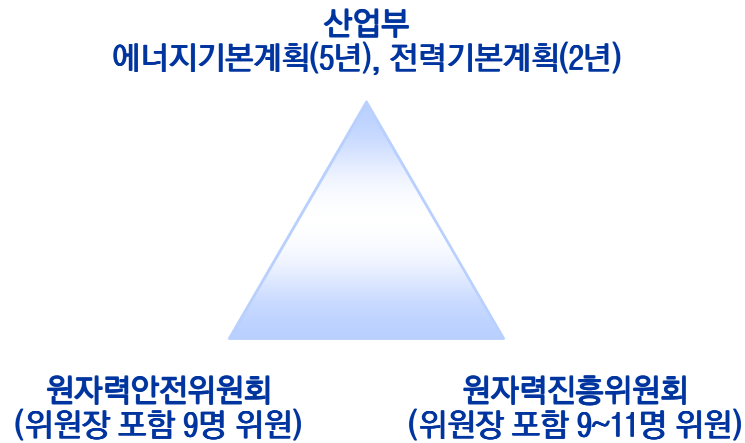 산업부
에너지기본계획(5년), 전력기본계획(2년)
원자력안전위원회
(위원장 포함 9명 위원)
원자력진흥위원회
(위원장 포함 9~11명 위원)